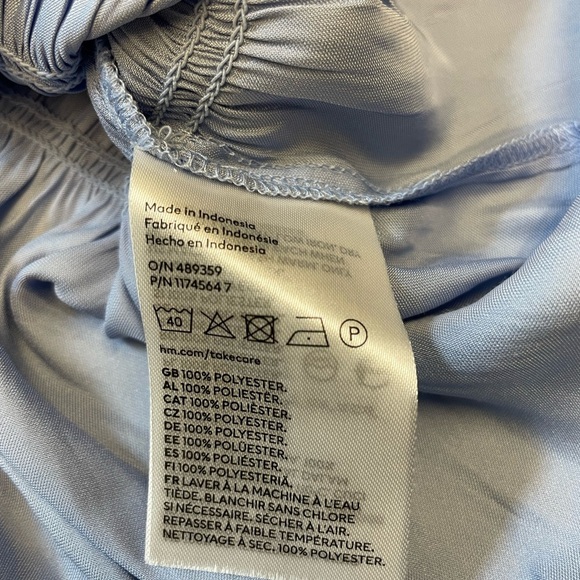 Made in Indonesia
Fabriqué en Indonésie
Hecho en Indonesia
O/N 489359
P/N 1174564 7
40 P
hm.com/takecare
GB 100% POLYESTER.
AL 100% POLIESTËR.
CAT 100% POLIÈSTER.
CZ 100% POLYESTER.
DE 100% POLYESTER.
EE 100% POLÜESTER.
ES 100% POLIÉSTER.
FI 100% POLYESTERIÄ.
FR LAVER À LA MACHINE À L'EAU
TIÈDE. BLANCHIR SANS CHLORE
SI NÉCESSAIRE. SÉCHER À L'AIR.
REPASSER À FAIBLE TEMPÉRATURE.
NETTOYAGE À SEC. 100% POLYESTER.